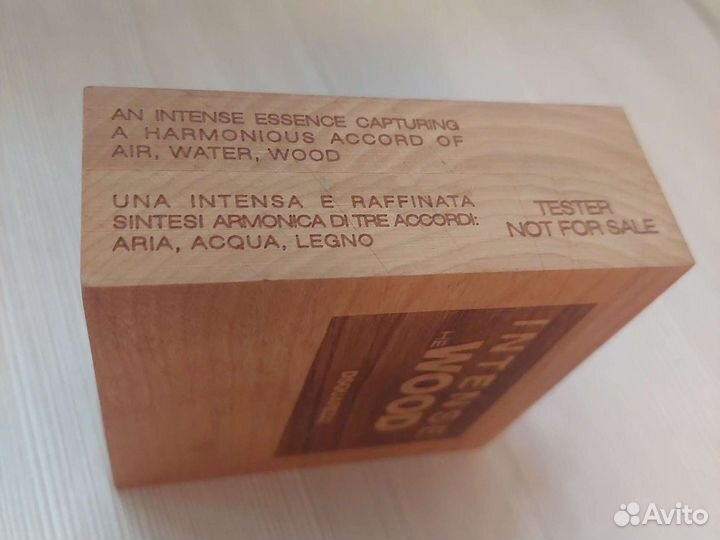 AN INTENSE ESSENCE CAPTURING
A HARMONIOUS ACCORD OF
AIR, WATER, WOOD
UNA INTENSA E RAFFINATA
SINTESI ARMONICA DI TRE ACCORDI:
ARIA, ACQUA, LEGNO
TESTER
NOT FOR SALE
INTENSE
HE
WOOD
DSQUARED2
Avito